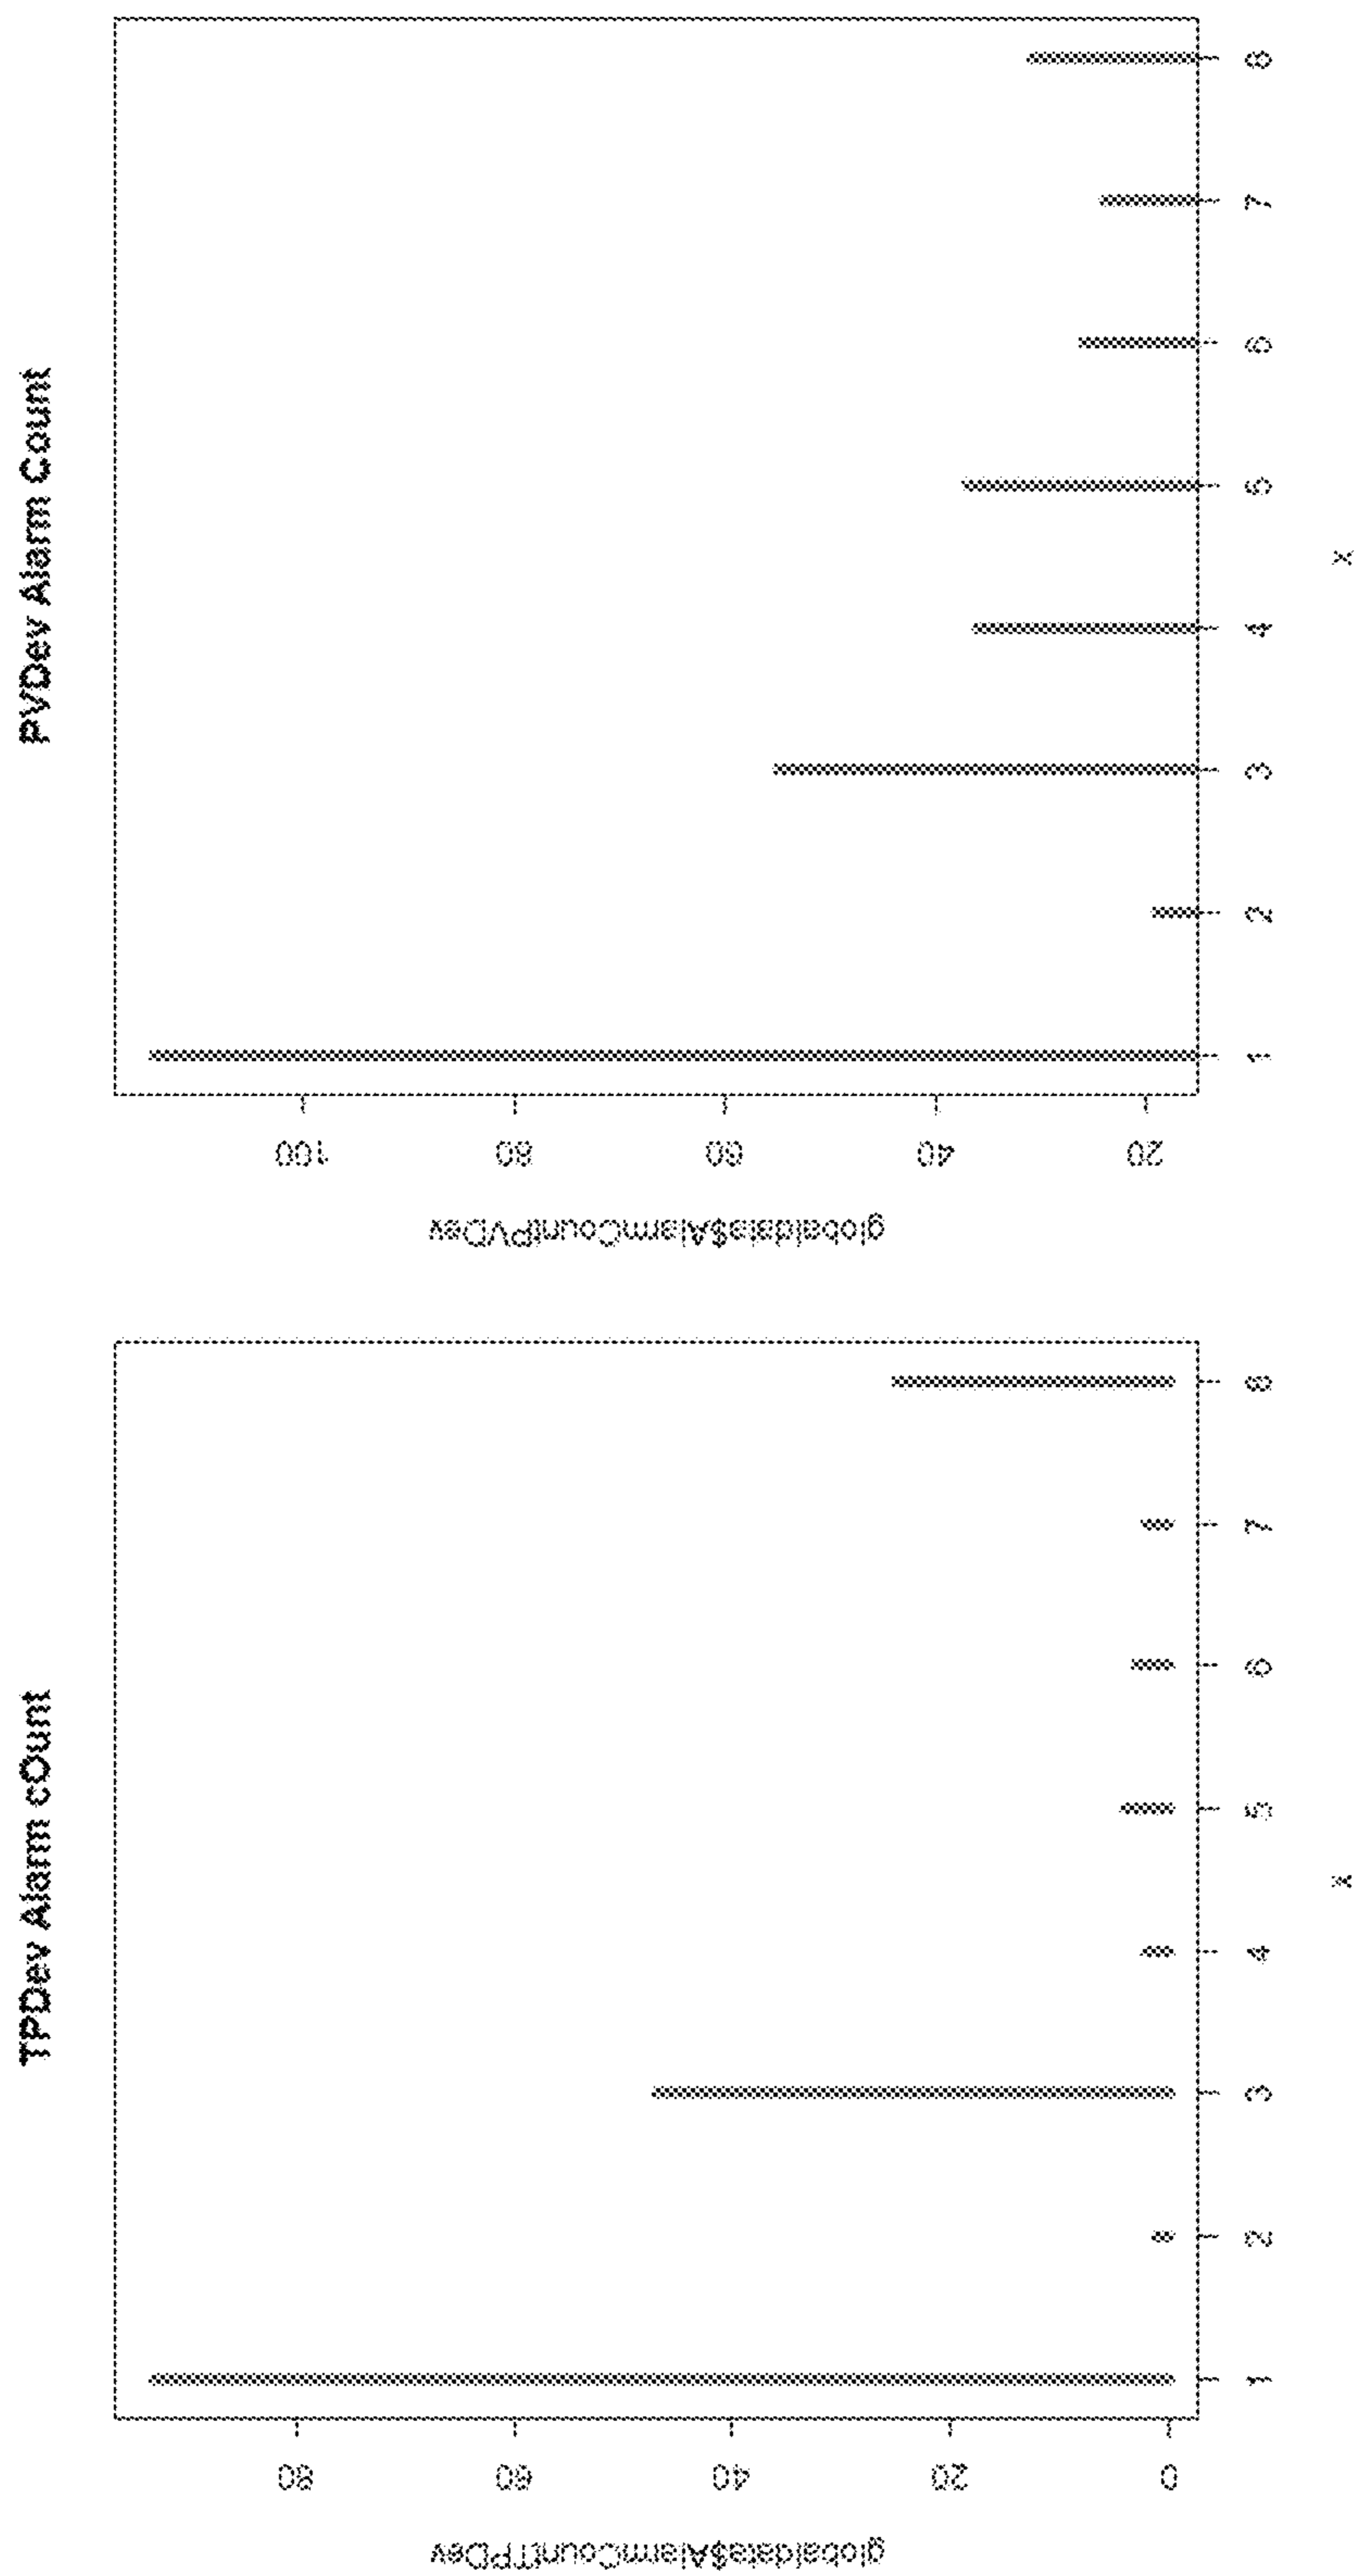 TPDev Alarm cOunt
globaldata$AlarmCountTPDev
80
60
40
20
0
1 2 3 4 5 6 7 8
x
PVDev Alarm Count
globaldata$AlarmCountPVDev
100
80
60
40
20
1 2 3 4 5 6 7 8
x